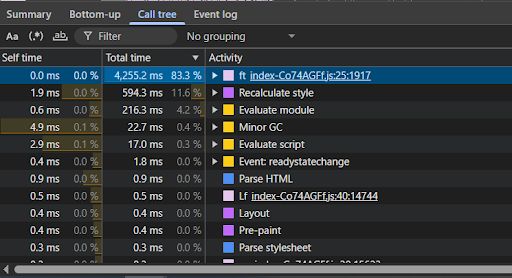 Summary Bottom-up Call tree Event log
Aa (.*) ab Filter No grouping
Self time Total time Activity
0.0 ms 0.0 % 4,255.2 ms 83.3 % ft index-Co74AGFf.js:25:1917
1.9 ms 0.0 % 594.3 ms 11.6 % Recalculate style
0.6 ms 0.0 % 216.3 ms 4.2 % Evaluate module
4.9 ms 0.1 % 22.7 ms 0.4 % Minor GC
2.9 ms 0.1 % 17.0 ms 0.3 % Evaluate script
0.4 ms 0.0 % 1.8 ms 0.0 % Event: readystatechange
0.9 ms 0.0 % 0.9 ms 0.0 % Parse HTML
0.5 ms 0.0 % 0.5 ms 0.0 % Lf index-Co74AGFf.js:40:14744
0.4 ms 0.0 % 0.4 ms 0.0 % Layout
0.4 ms 0.0 % 0.4 ms 0.0 % Pre-paint
0.3 ms 0.0 % 0.3 ms 0.0 % Parse stylesheet